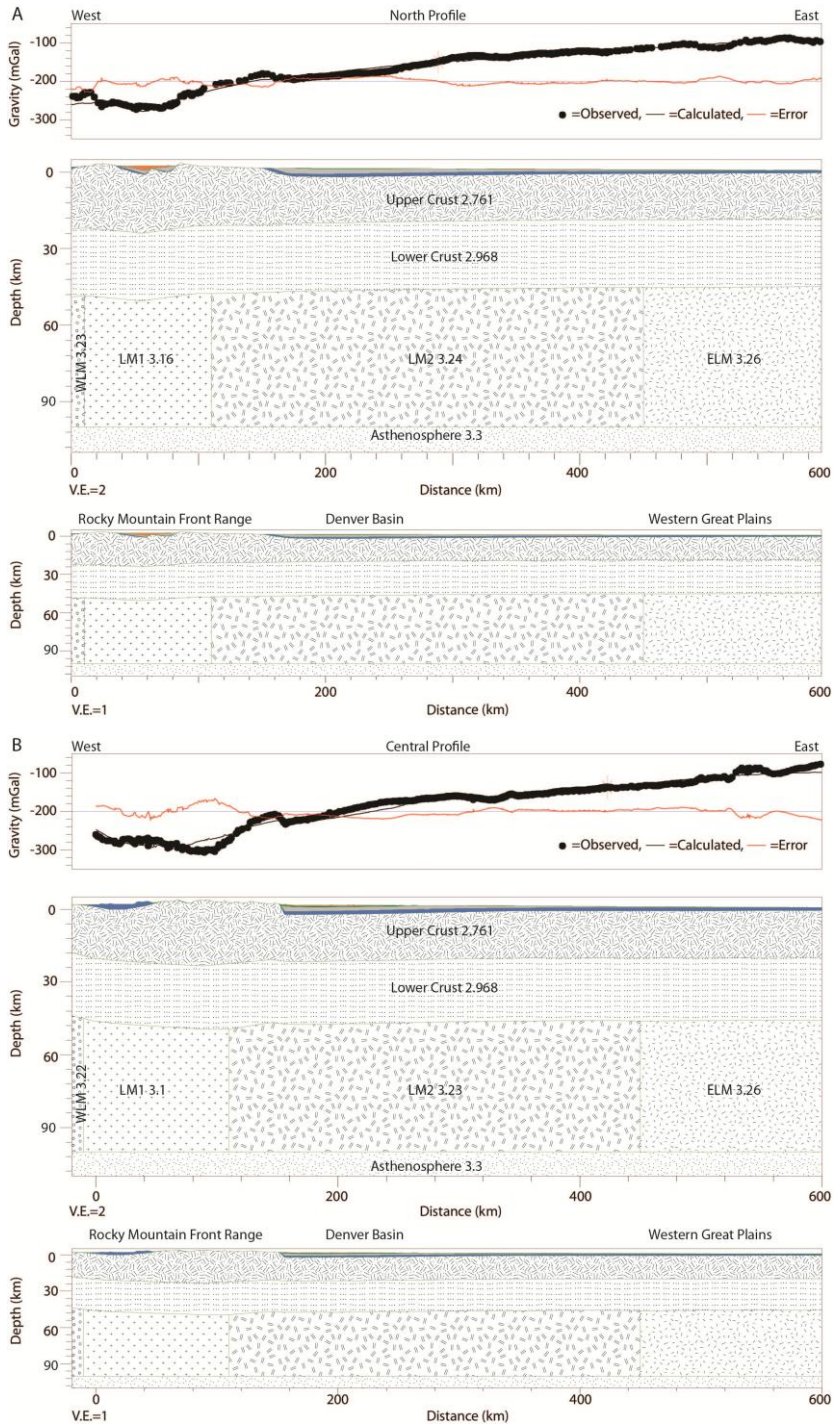 A
West North Profile East
Gravity (mGal)
-100
-200
-300
=Observed, =Calculated, =Error
Depth (km)
0
30
60
90
Upper Crust 2.761
Lower Crust 2.968
WLM 3.23
LM1 3.16
LM2 3.24
ELM 3.26
Asthenosphere 3.3
0 200 400 600
V.E.=2 Distance (km)
Rocky Mountain Front Range Denver Basin Western Great Plains
Depth (km)
0
30
60
90
0 200 400 600
V.E.=1 Distance (km)
B
West Central Profile East
Gravity (mGal)
-100
-200
-300
=Observed, =Calculated, =Error
Depth (km)
0
30
60
90
Upper Crust 2.761
Lower Crust 2.968
WLM 3.22
LM1 3.1
LM2 3.23
ELM 3.26
Asthenosphere 3.3
0 200 400 600
V.E.=2 Distance (km)
Rocky Mountain Front Range Denver Basin Western Great Plains
Depth (km)
0
30
60
90
0 200 400 600
V.E.=1 Distance (km)